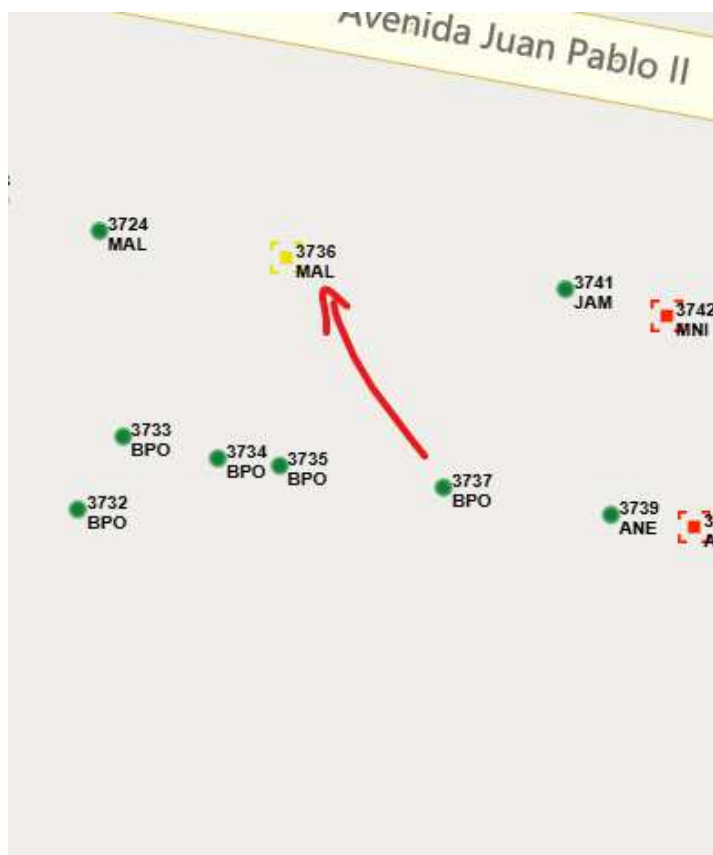 Avenida Juan Pablo II
3724
MAL
3736
MAL
3741
JAM
3742
MNI
3733
BPO
3734
BPO
3735
BPO
3732
BPO
3737
BPO
3739
ANE